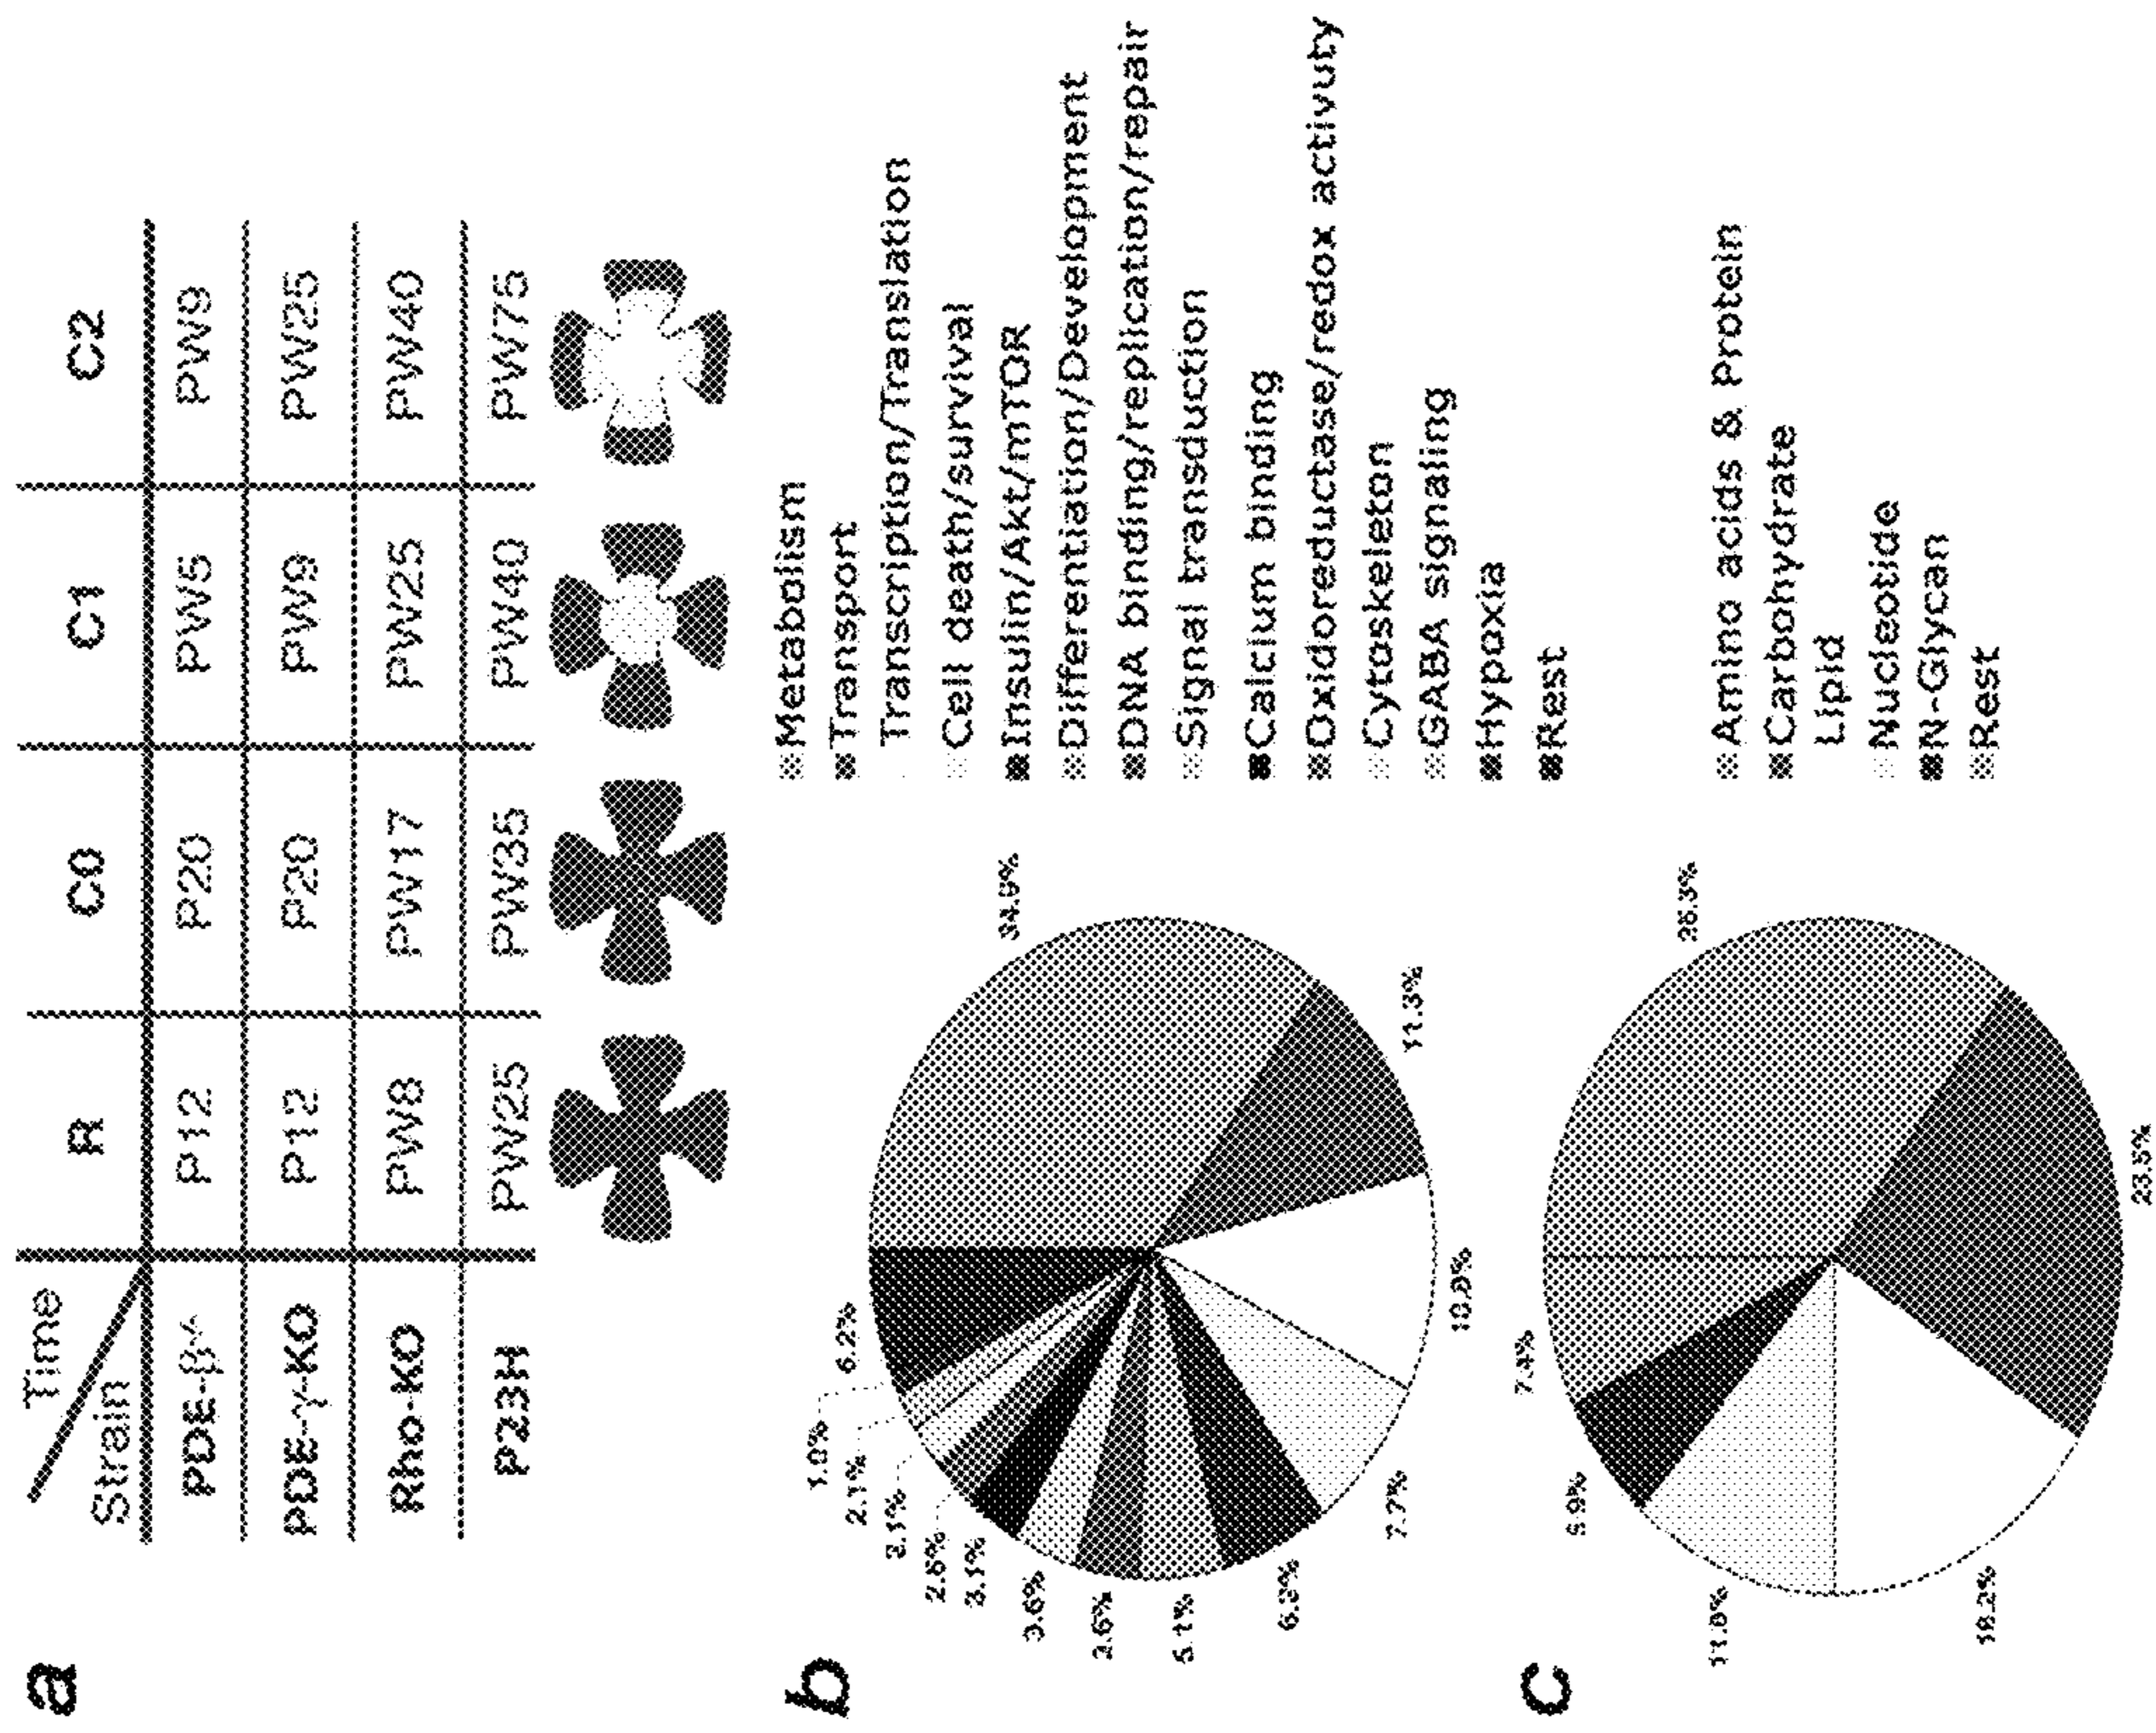 a
Time
Strain
R C0 C1 C2
PDE-β-/- P12 P20 PW5 PW9
PDE-γ-KO P12 P20 PW9 PW25
Rho-KO PW8 PW17 PW25 PW40
P23H PW25 PW35 PW40 PW75
b
6.2%
1.0%
2.1%
2.6%
3.1%
3.6%
3.6%
5.1%
7.7%
10.8%
11.3%
34.9%
Metabolism
Transport
Transcription/Translation
Cell death/survival
Insulin/Akt/mTOR
Differentiation/Development
DNA binding/replication/repair
Signal transduction
Calcium binding
Oxidoreductase/redox activuty
Cytoskeleton
GABA signaling
Hypoxia
Rest
c
7.4%
5.9%
11.8%
16.2%
23.5%
35.3%
Amino acids & Protein
Carbohydrate
Lipid
Nucleotide
N-Glycan
Rest